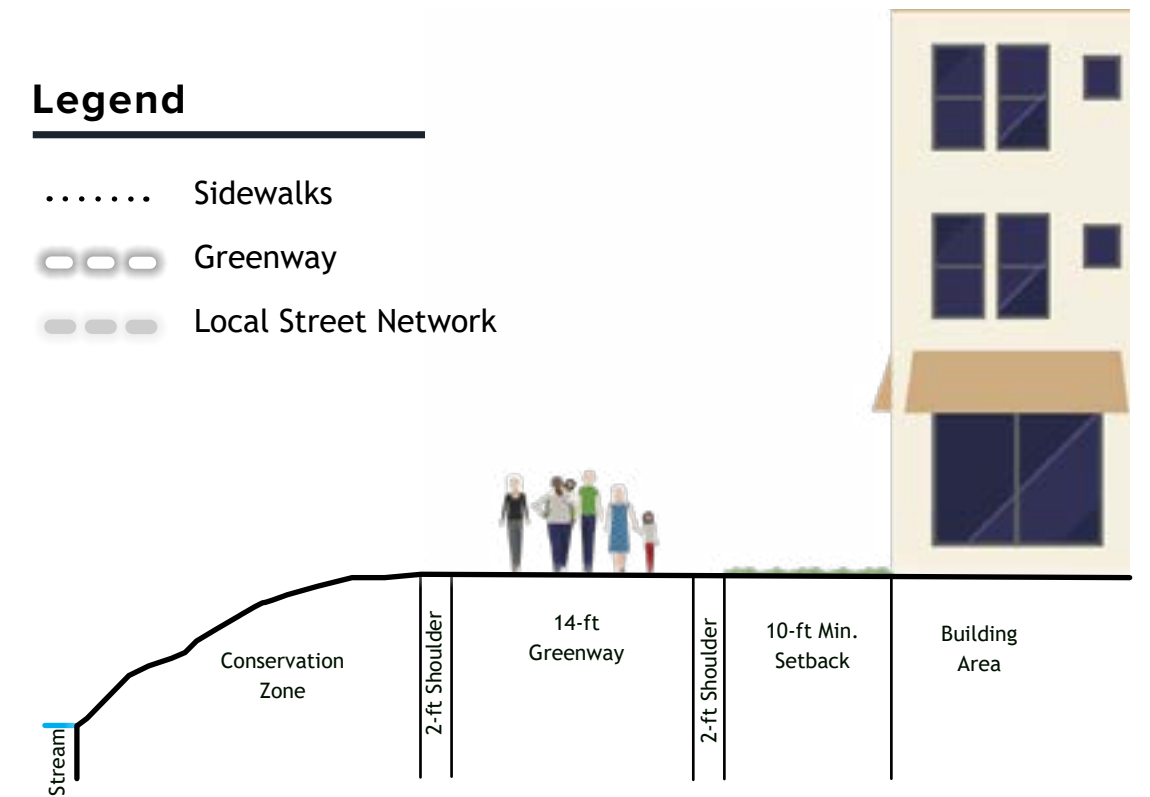 Legend
Sidewalks
Greenway
Local Street Network
Stream
Conservation
Zone
2-ft Shoulder
14-ft
Greenway
2-ft Shoulder
10-ft Min.
Setback
Building
Area